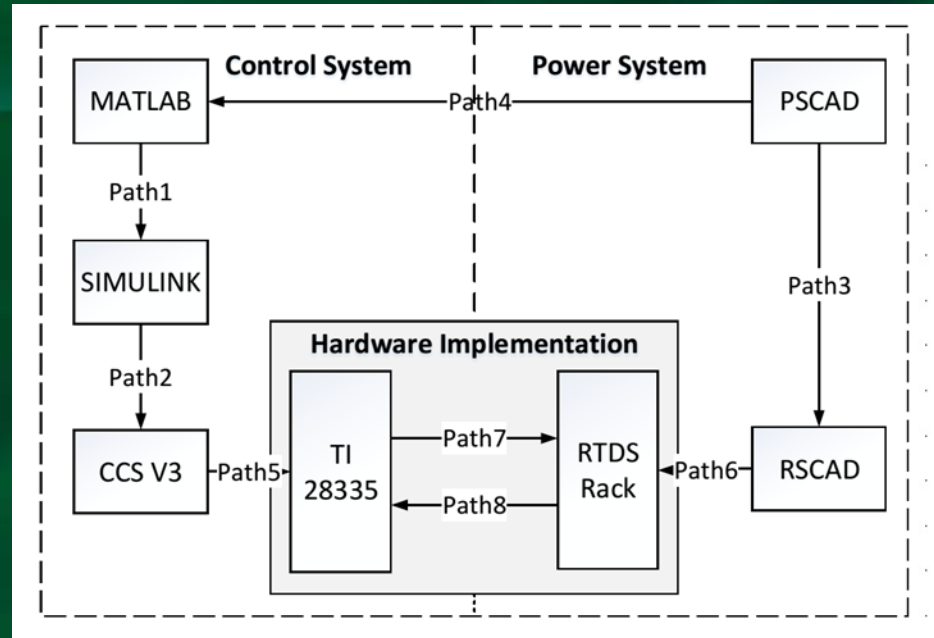 Control System
Power System
MATLAB
Path4
PSCAD
Path1
SIMULINK
Path3
Path2
Hardware Implementation
CCS V3
Path5
TI
28335
Path7
Path8
RTDS
Rack
Path6
RSCAD